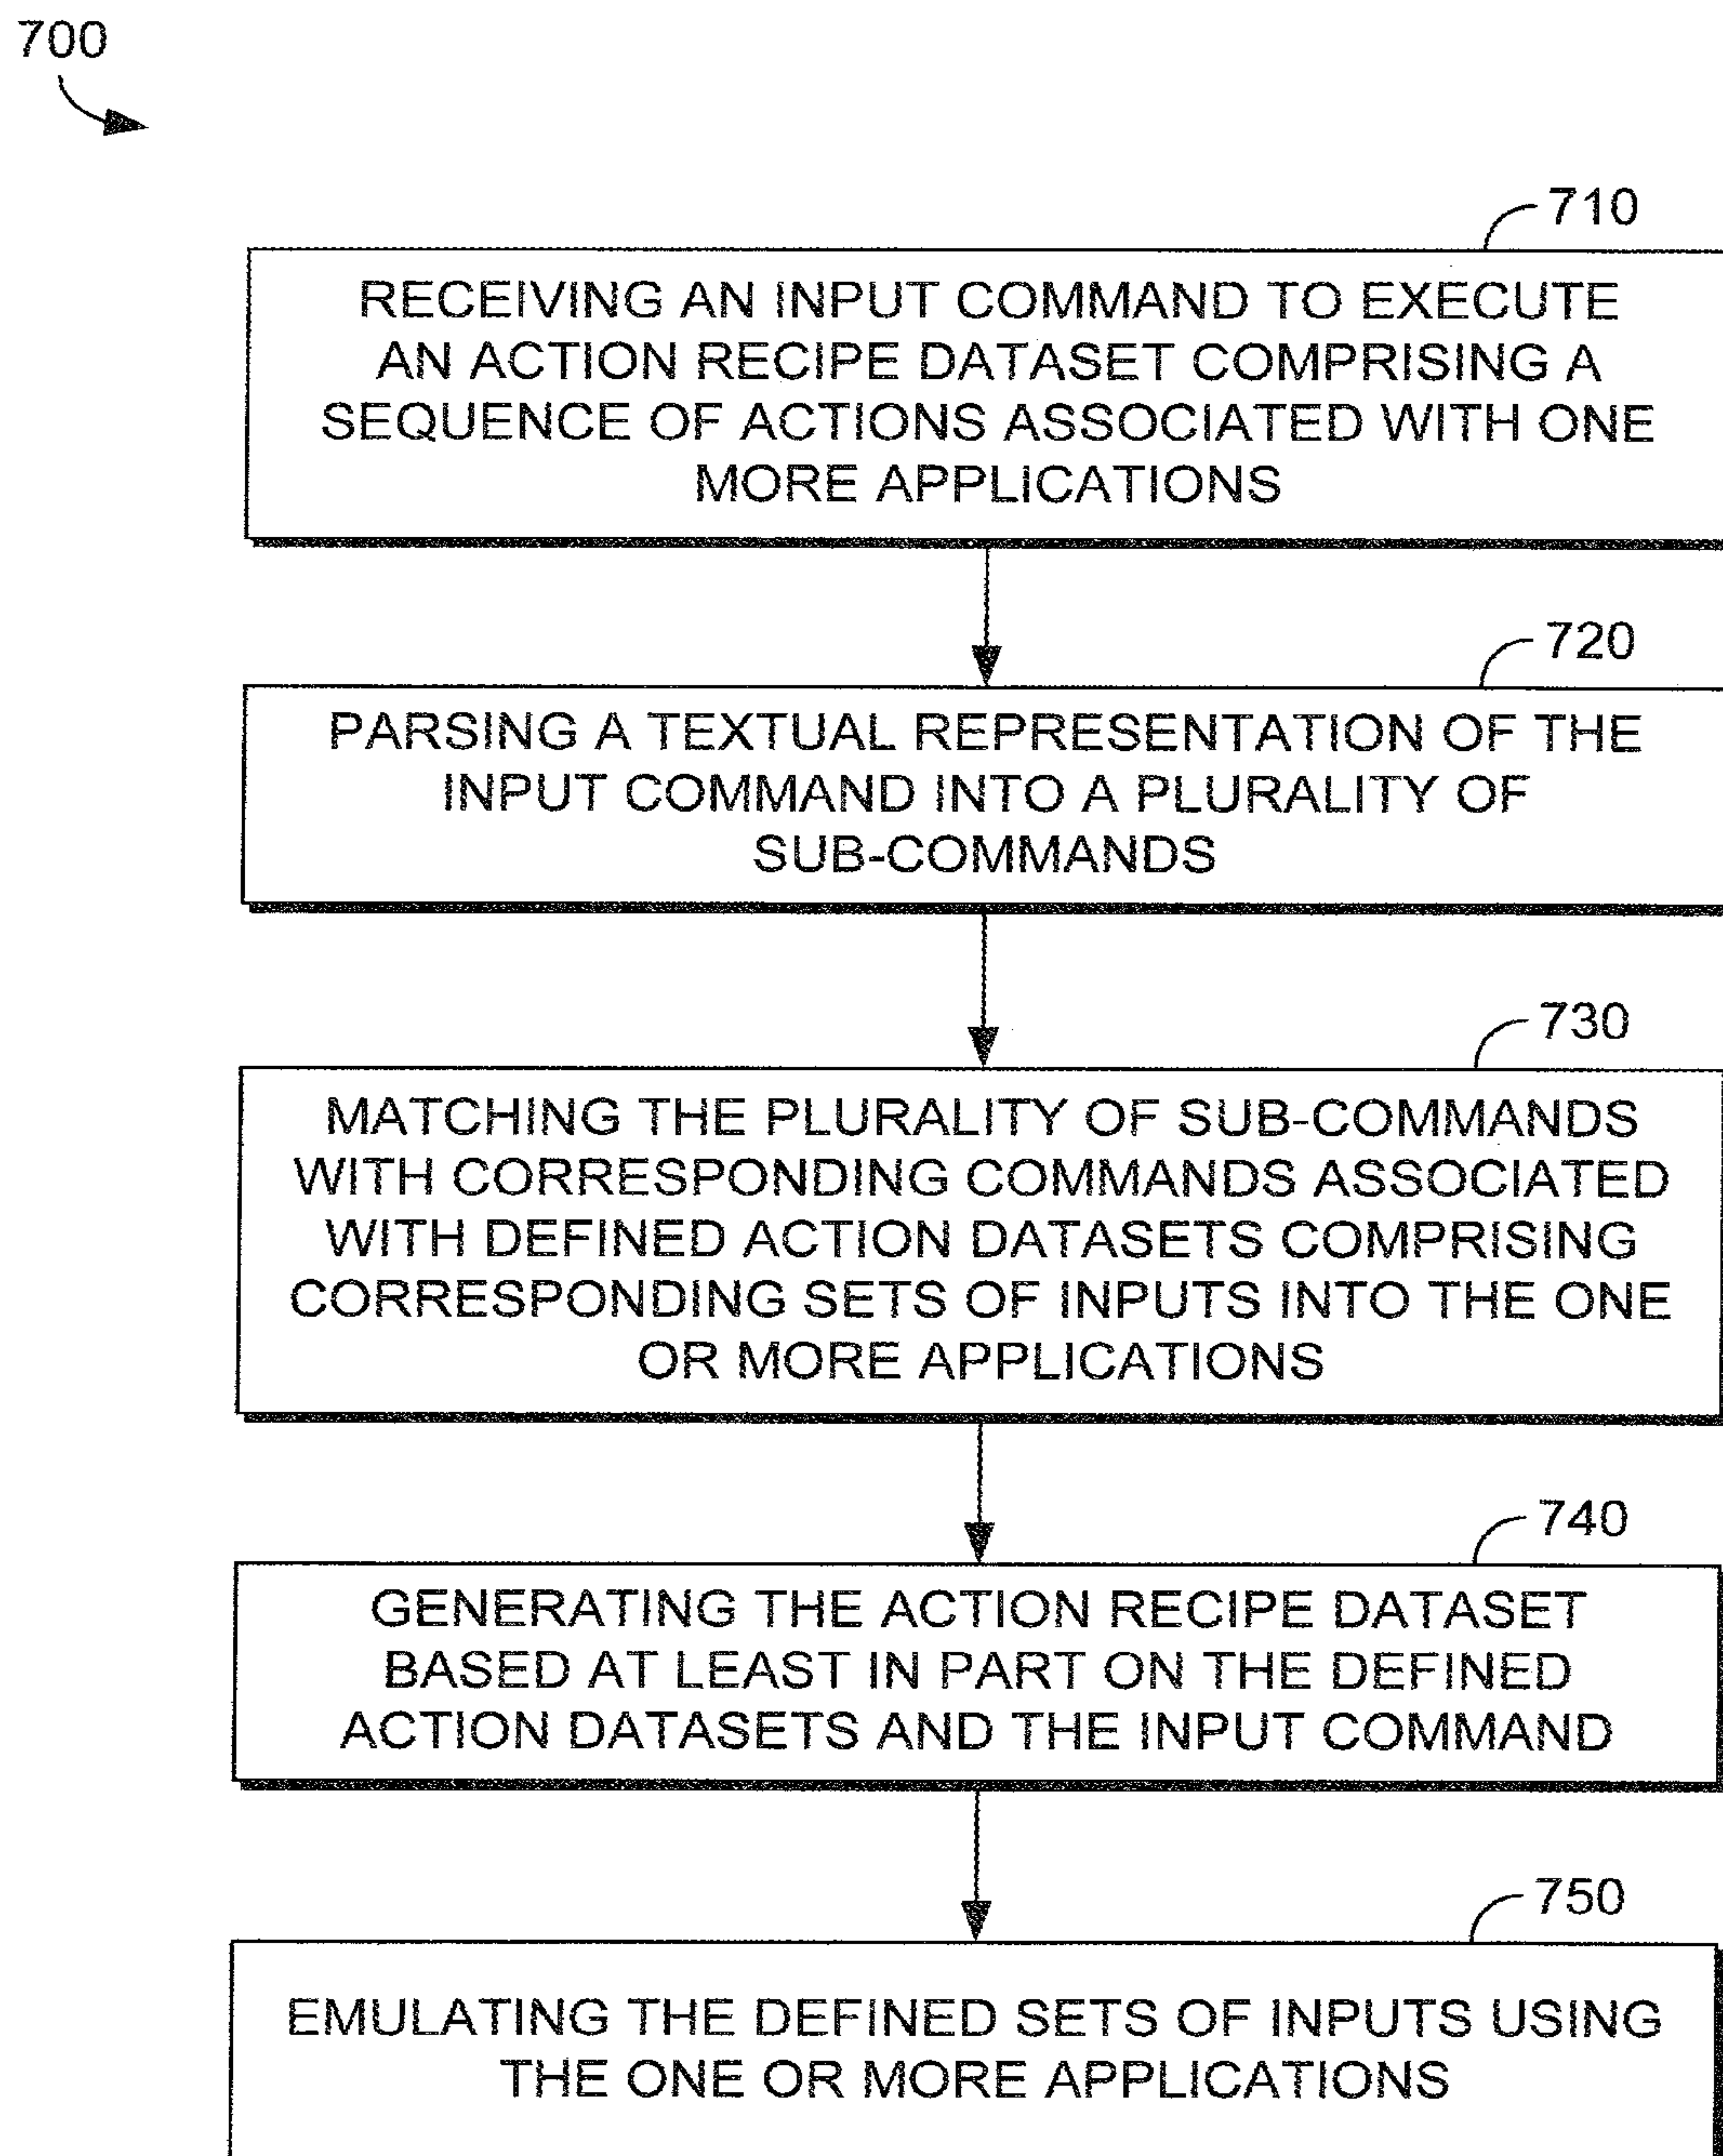 700
710
RECEIVING AN INPUT COMMAND TO EXECUTE
AN ACTION RECIPE DATASET COMPRISING A
SEQUENCE OF ACTIONS ASSOCIATED WITH ONE
MORE APPLICATIONS
720
PARSING A TEXTUAL REPRESENTATION OF THE
INPUT COMMAND INTO A PLURALITY OF
SUB-COMMANDS
730
MATCHING THE PLURALITY OF SUB-COMMANDS
WITH CORRESPONDING COMMANDS ASSOCIATED
WITH DEFINED ACTION DATASETS COMPRISING
CORRESPONDING SETS OF INPUTS INTO THE ONE
OR MORE APPLICATIONS
740
GENERATING THE ACTION RECIPE DATASET
BASED AT LEAST IN PART ON THE DEFINED
ACTION DATASETS AND THE INPUT COMMAND
750
EMULATING THE DEFINED SETS OF INPUTS USING
THE ONE OR MORE APPLICATIONS